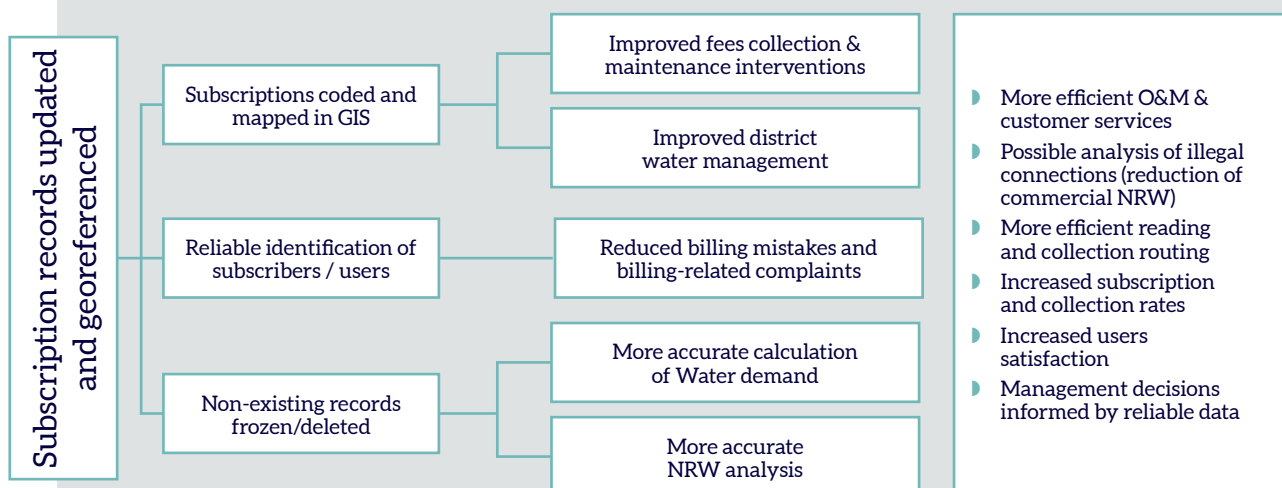 Subscription records updated
and georeferenced
Subscriptions coded and
mapped in GIS
Reliable identification of
subscribers / users
Non-existing records
frozen/deleted
Improved fees collection &
maintenance interventions
Improved district
water management
Reduced billing mistakes and
billing-related complaints
More accurate calculation
of Water demand
More accurate
NRW analysis
More efficient O&M &
customer services
Possible analysis of illegal
connections (reduction of
commercial NRW)
More efficient reading
and collection routing
Increased subscription
and collection rates
Increased users
satisfaction
Management decisions
informed by reliable data